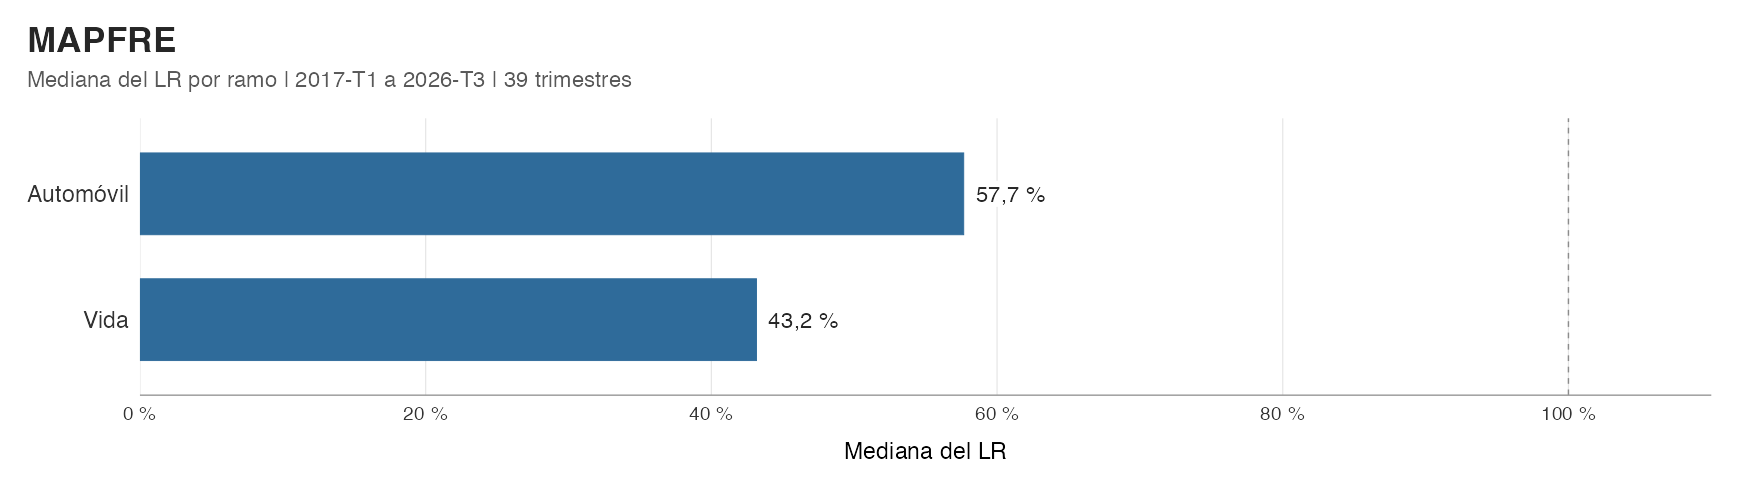 MAPFRE
Mediana del LR por ramo | 2017-T1 a 2026-T3 | 39 trimestres
Automóvil
57,7 %
Vida
43,2 %
0 %
20 %
40 %
60 %
80 %
100 %
Mediana del LR